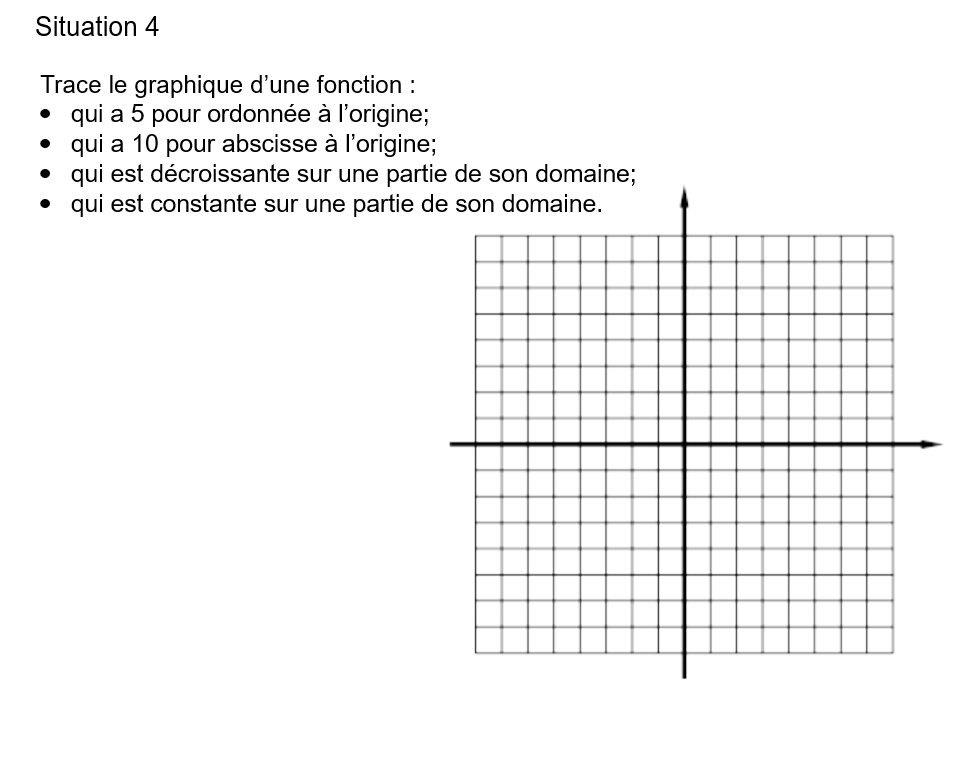 Situation 4
Trace le graphique d’une fonction :
• qui a 5 pour ordonnée à l’origine;
• qui a 10 pour abscisse à l’origine;
• qui est décroissante sur une partie de son domaine;
• qui est constante sur une partie de son domaine.